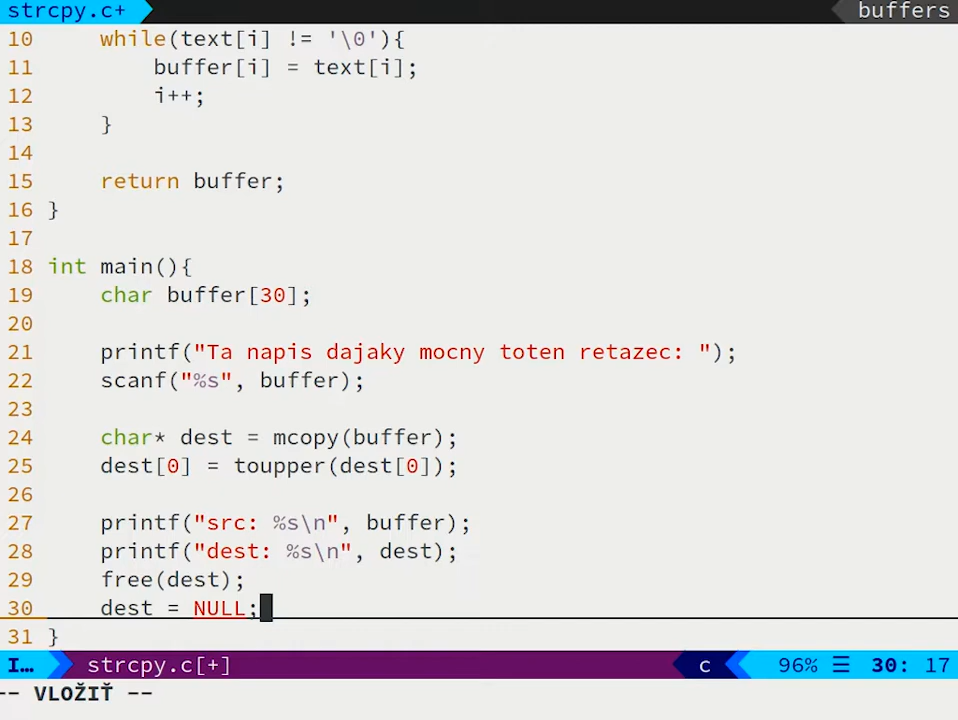 strcpy.c+ buffers
10     while(text[i] != '\0'){
11         buffer[i] = text[i];
12         i++;
13     }
14
15     return buffer;
16 }
17
18 int main(){
19     char buffer[30];
20
21     printf("Ta napis dajaky mocny toten retazec: ");
22     scanf("%s", buffer);
23
24     char* dest = mcopy(buffer);
25     dest[0] = toupper(dest[0]);
26
27     printf("src: %s\n", buffer);
28     printf("dest: %s\n", dest);
29     free(dest);
30     dest = NULL;
31 }
I… strcpy.c[+] c 96% ☰ 30: 17
-- VLOŽIŤ --